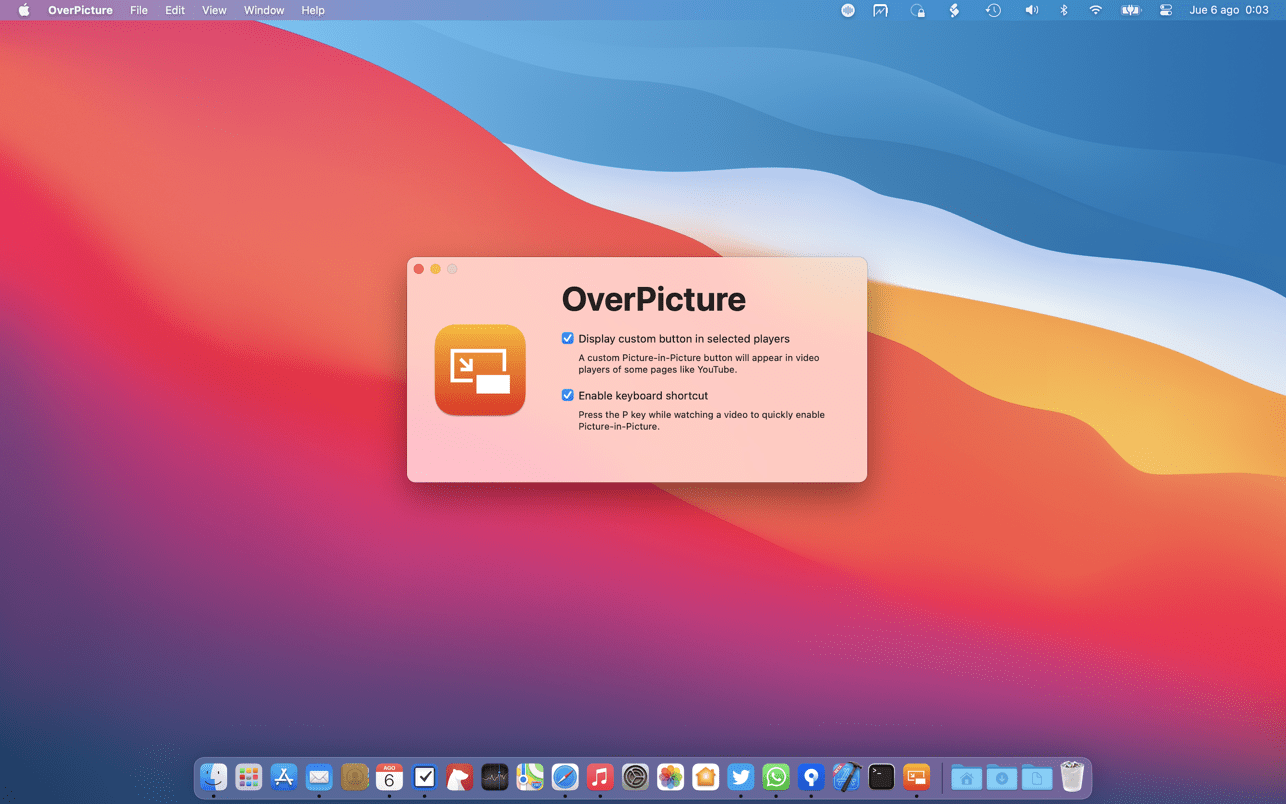 OverPicture File Edit View Window Help Jue 6 ago 0:03
OverPicture
Display custom button in selected players
A custom Picture-in-Picture button will appear in video
players of some pages like YouTube.
Enable keyboard shortcut
Press the P key while watching a video to quickly enable
Picture-in-Picture.
AGO
6